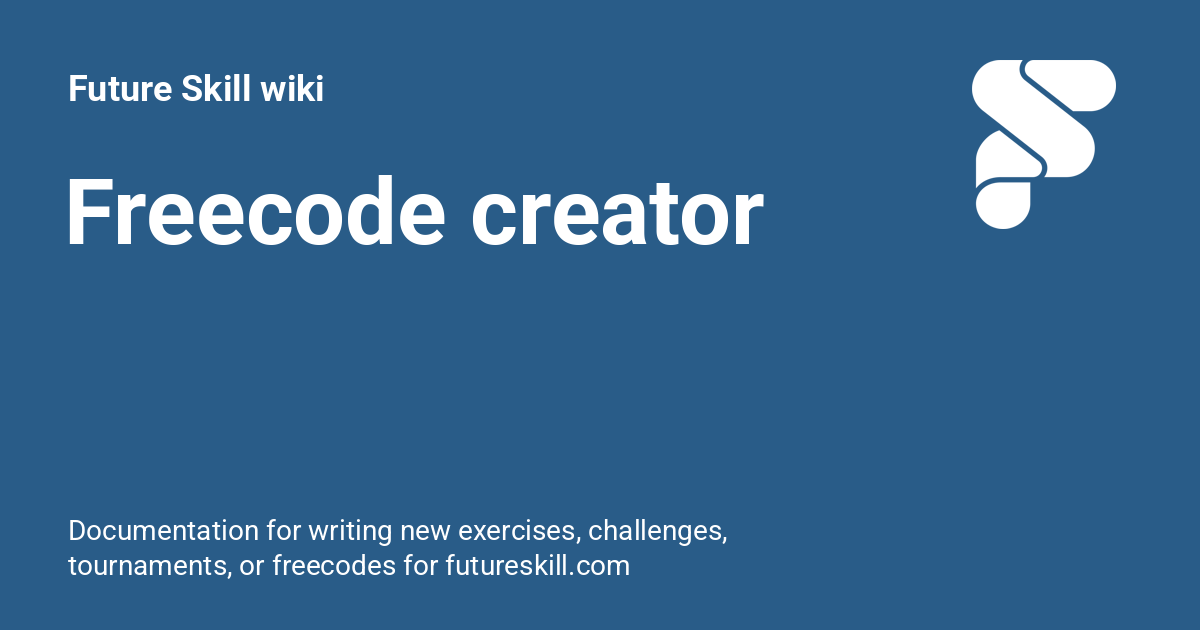 Future Skill wiki
Freecode creator
Documentation for writing new exercises, challenges,
tournaments, or freecodes for futureskill.com